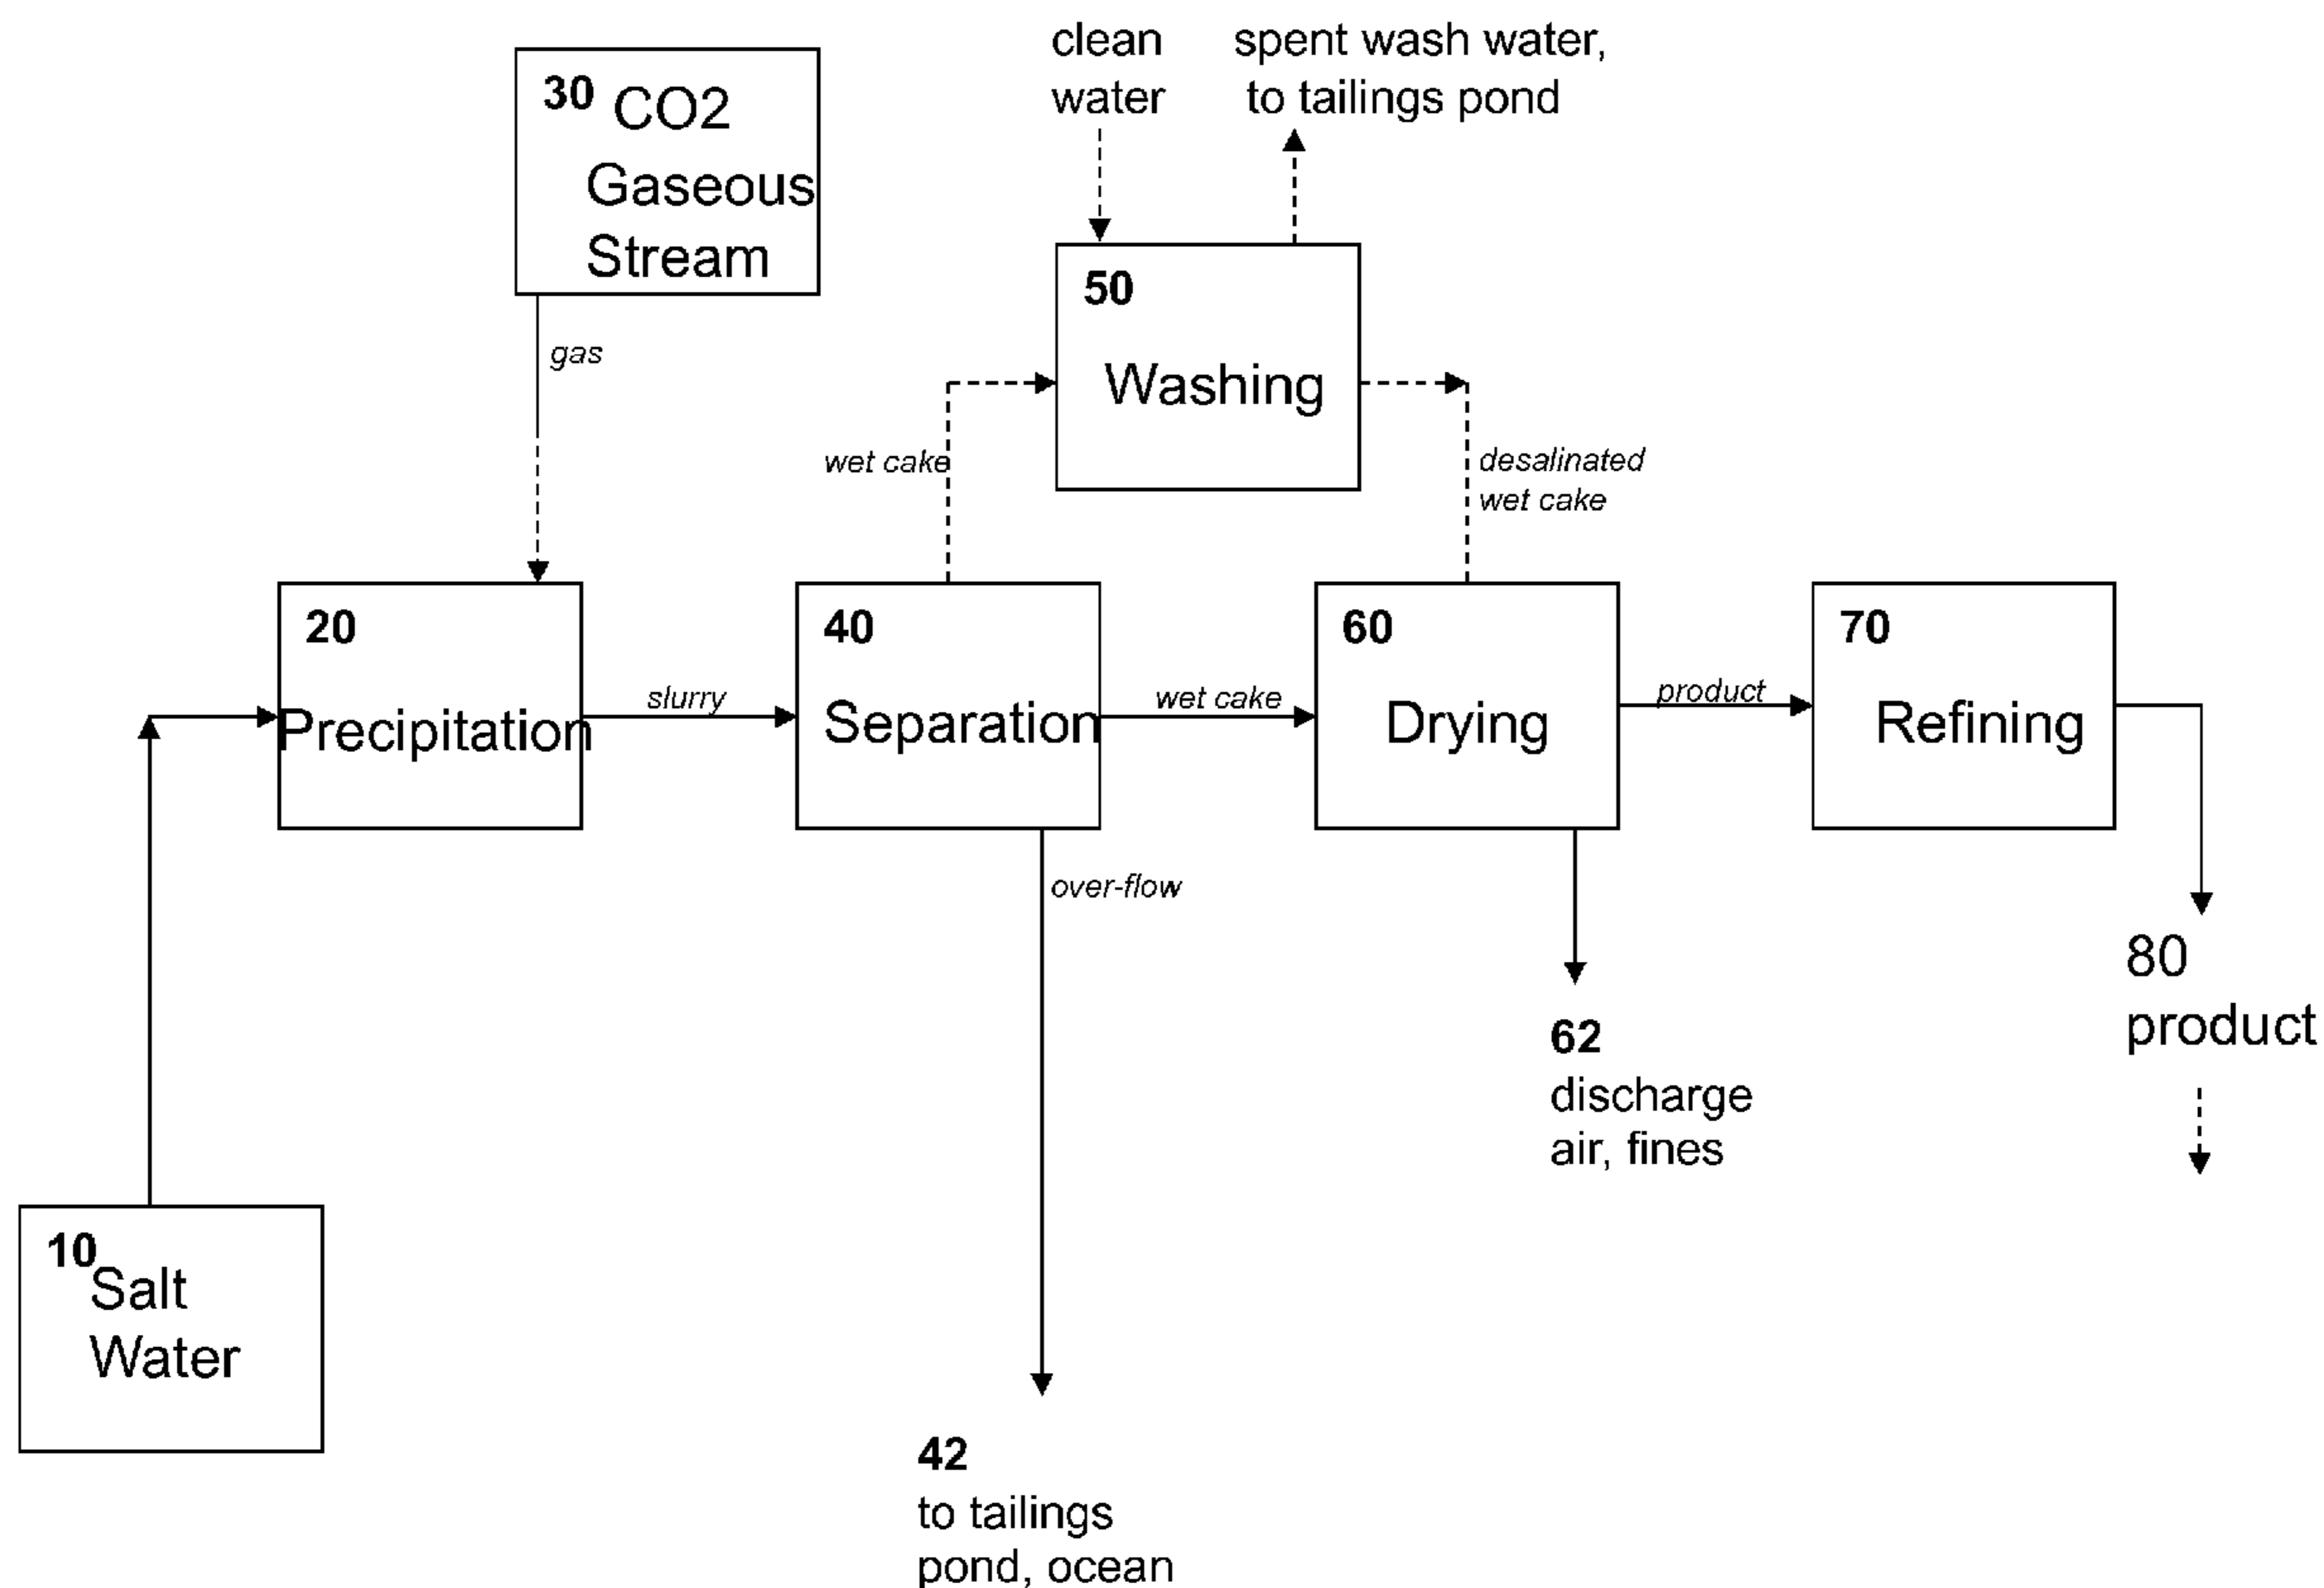 clean
water
spent wash water,
to tailings pond
30 CO2
Gaseous
Stream
gas
50
Washing
wet cake
desalinated
wet cake
20
Precipitation
slurry
40
Separation
wet cake
60
Drying
product
70
Refining
over-flow
80
product
62
discharge
air, fines
10
Salt
Water
42
to tailings
pond, ocean